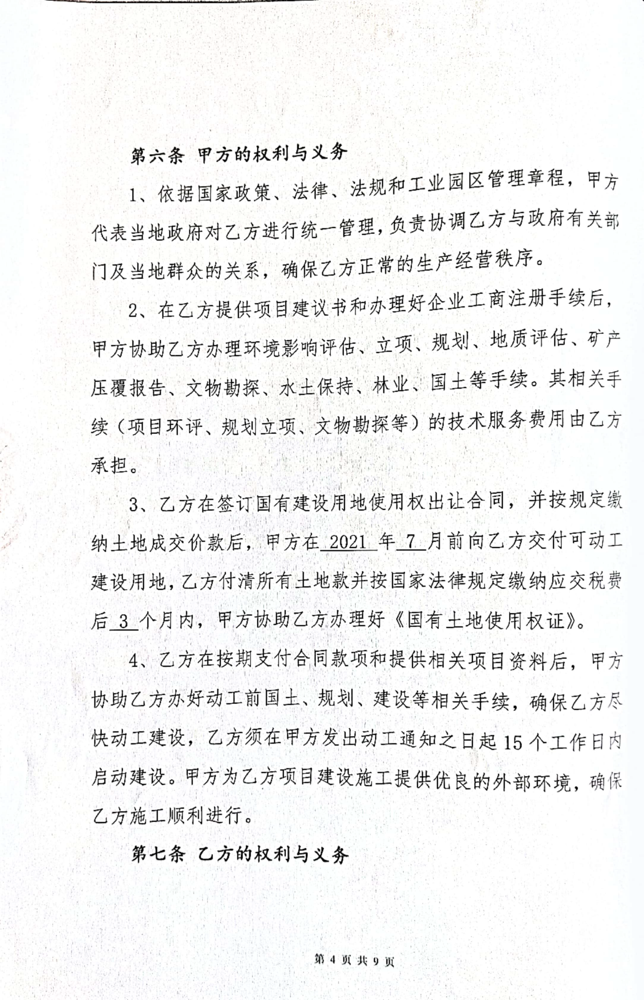 第六条 甲方的权利与义务
1、依据国家政策、法律、法规和工业园区管理章程，甲方
代表当地政府对乙方进行统一管理，负责协调乙方与政府有关部
门及当地群众的关系，确保乙方正常的生产经营秩序。
2、在乙方提供项目建议书和办理好企业工商注册手续后，
甲方协助乙方办理环境影响评估、立项、规划、地质评估、矿产
压覆报告、文物勘探、水土保持、林业、国土等手续。其相关手
续（项目环评、规划立项、文物勘探等）的技术服务费用由乙方
承担。
3、乙方在签订国有建设用地使用权出让合同，并按规定缴
纳土地成交价款后，甲方在 2021 年 7 月前向乙方交付可动工
建设用地，乙方付清所有土地款并按国家法律规定缴纳应交税费
后 3 个月内，甲方协助乙方办理好《国有土地使用权证》。
4、乙方在按期支付合同款项和提供相关项目资料后，甲方
协助乙方办好动工前国土、规划、建设等相关手续，确保乙方尽
快动工建设，乙方须在甲方发出动工通知之日起 15 个工作日内
启动建设。甲方为乙方项目建设施工提供优良的外部环境，确保
乙方施工顺利进行。
第七条 乙方的权利与义务
第 4 页 共 9 页